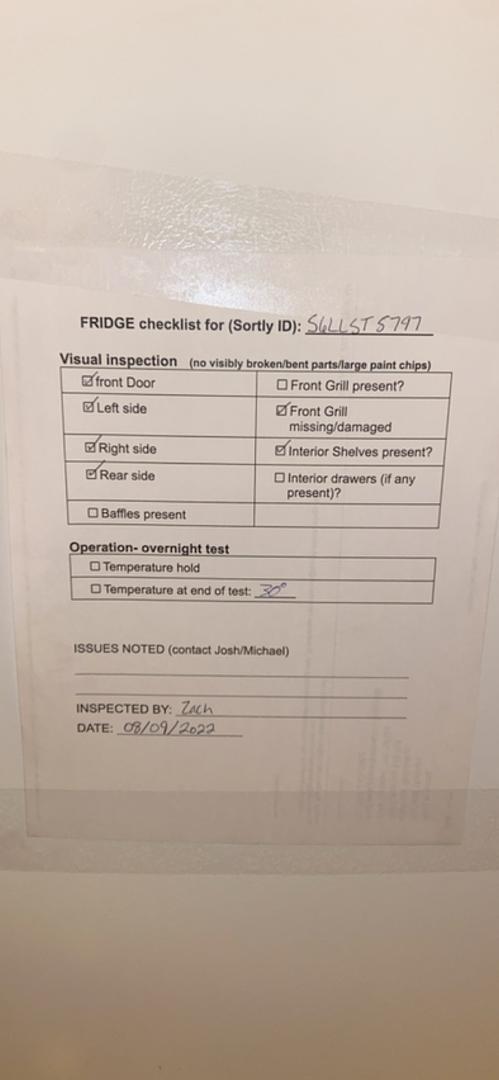 FRIDGE checklist for (Sortly ID): S6LLST5797
Visual inspection (no visibly broken/bent parts/large paint chips)
☑ front Door
☐ Front Grill present?
☑ Left side
☑ Front Grill
missing/damaged
☑ Right side
☑ Interior Shelves present?
☑ Rear side
☐ Interior drawers (if any
present)?
☐ Baffles present
Operation- overnight test
☐ Temperature hold
☐ Temperature at end of test: 30°
ISSUES NOTED (contact Josh/Michael)
INSPECTED BY: Zach
DATE: 08/09/2022